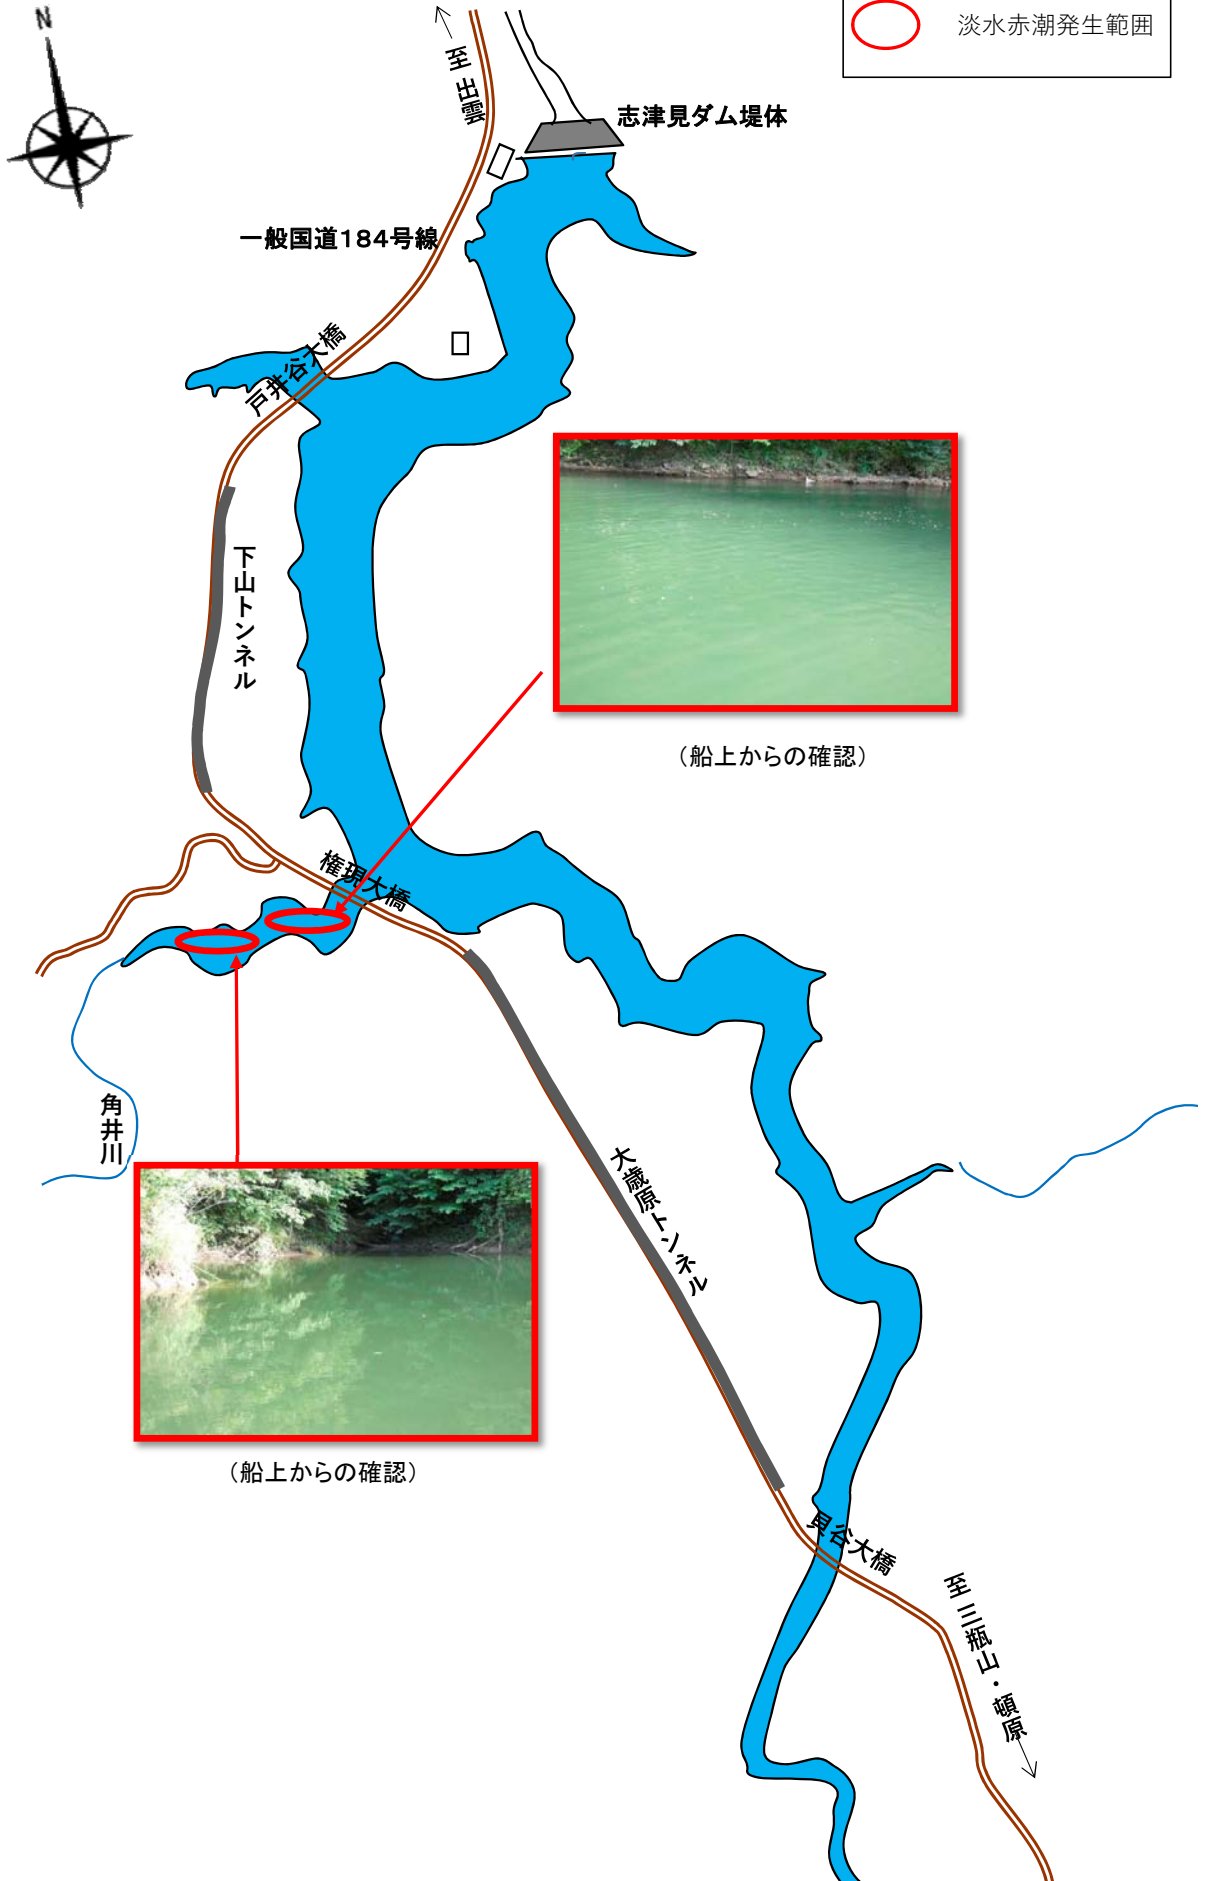 N
淡水赤潮発生範囲
至 出雲
志津見ダム堤体
一般国道184号線
戸井谷大橋
下山トンネル
（船上からの確認）
権現大橋
角井川
大歳原トンネル
（船上からの確認）
貝谷大橋
至 三瓶山・頓原